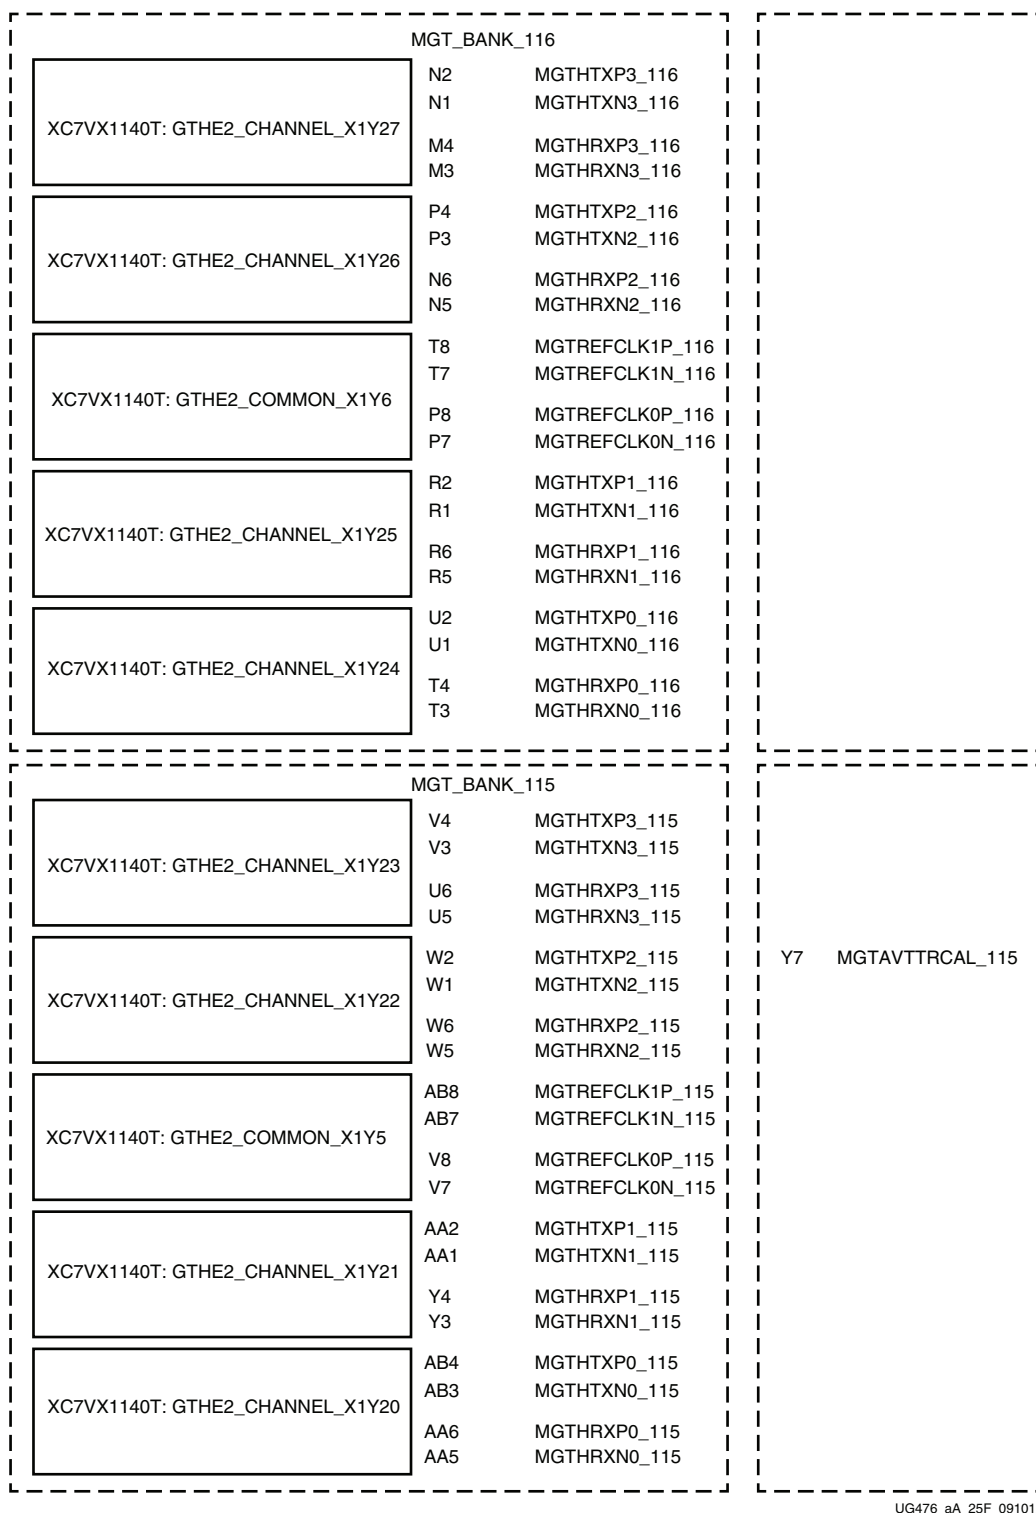 MGT_BANK_116
N2 MGTHTXP3_116
N1 MGTHTXN3_116
XC7VX1140T: GTHE2_CHANNEL_X1Y27
M4 MGTHRXP3_116
M3 MGTHRXN3_116
P4 MGTHTXP2_116
P3 MGTHTXN2_116
XC7VX1140T: GTHE2_CHANNEL_X1Y26
N6 MGTHRXP2_116
N5 MGTHRXN2_116
T8 MGTREFCLK1P_116
T7 MGTREFCLK1N_116
XC7VX1140T: GTHE2_COMMON_X1Y6
P8 MGTREFCLK0P_116
P7 MGTREFCLK0N_116
R2 MGTHTXP1_116
R1 MGTHTXN1_116
XC7VX1140T: GTHE2_CHANNEL_X1Y25
R6 MGTHRXP1_116
R5 MGTHRXN1_116
U2 MGTHTXP0_116
U1 MGTHTXN0_116
XC7VX1140T: GTHE2_CHANNEL_X1Y24
T4 MGTHRXP0_116
T3 MGTHRXN0_116
MGT_BANK_115
V4 MGTHTXP3_115
V3 MGTHTXN3_115
XC7VX1140T: GTHE2_CHANNEL_X1Y23
U6 MGTHRXP3_115
U5 MGTHRXN3_115
W2 MGTHTXP2_115
Y7 MGTAVTTRCAL_115
W1 MGTHTXN2_115
XC7VX1140T: GTHE2_CHANNEL_X1Y22
W6 MGTHRXP2_115
W5 MGTHRXN2_115
AB8 MGTREFCLK1P_115
AB7 MGTREFCLK1N_115
XC7VX1140T: GTHE2_COMMON_X1Y5
V8 MGTREFCLK0P_115
V7 MGTREFCLK0N_115
AA2 MGTHTXP1_115
AA1 MGTHTXN1_115
XC7VX1140T: GTHE2_CHANNEL_X1Y21
Y4 MGTHRXP1_115
Y3 MGTHRXN1_115
AB4 MGTHTXP0_115
AB3 MGTHTXN0_115
XC7VX1140T: GTHE2_CHANNEL_X1Y20
AA6 MGTHRXP0_115
AA5 MGTHRXN0_115
UG476_aA_25F_09101